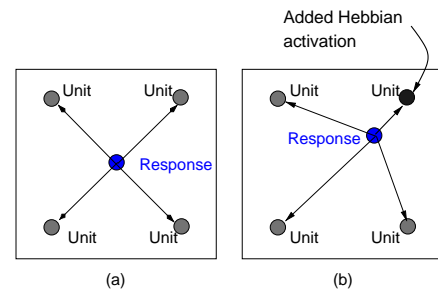 Added Hebbian
activation
Unit Unit
Response
Unit Unit
(a)
Unit Unit
Response
Unit Unit
(b)